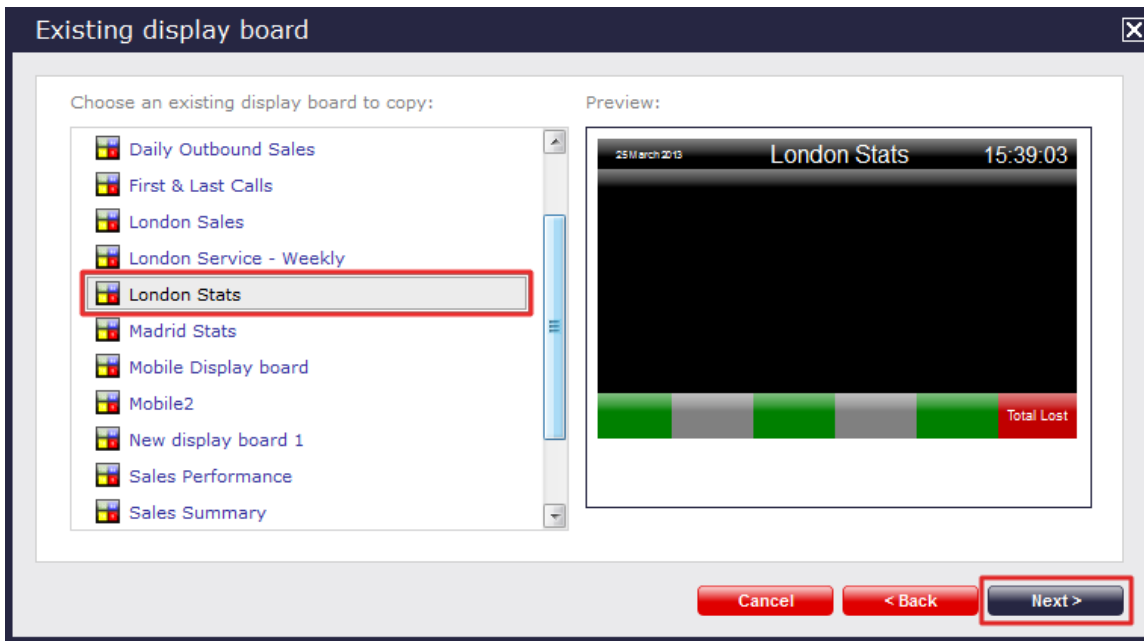 Existing display board
Choose an existing display board to copy:
Daily Outbound Sales
First & Last Calls
London Sales
London Service - Weekly
London Stats
Madrid Stats
Mobile Display board
Mobile2
New display board 1
Sales Performance
Sales Summary
Preview:
25 March 2013 London Stats 15:39:03
Total Lost
Cancel < Back Next >